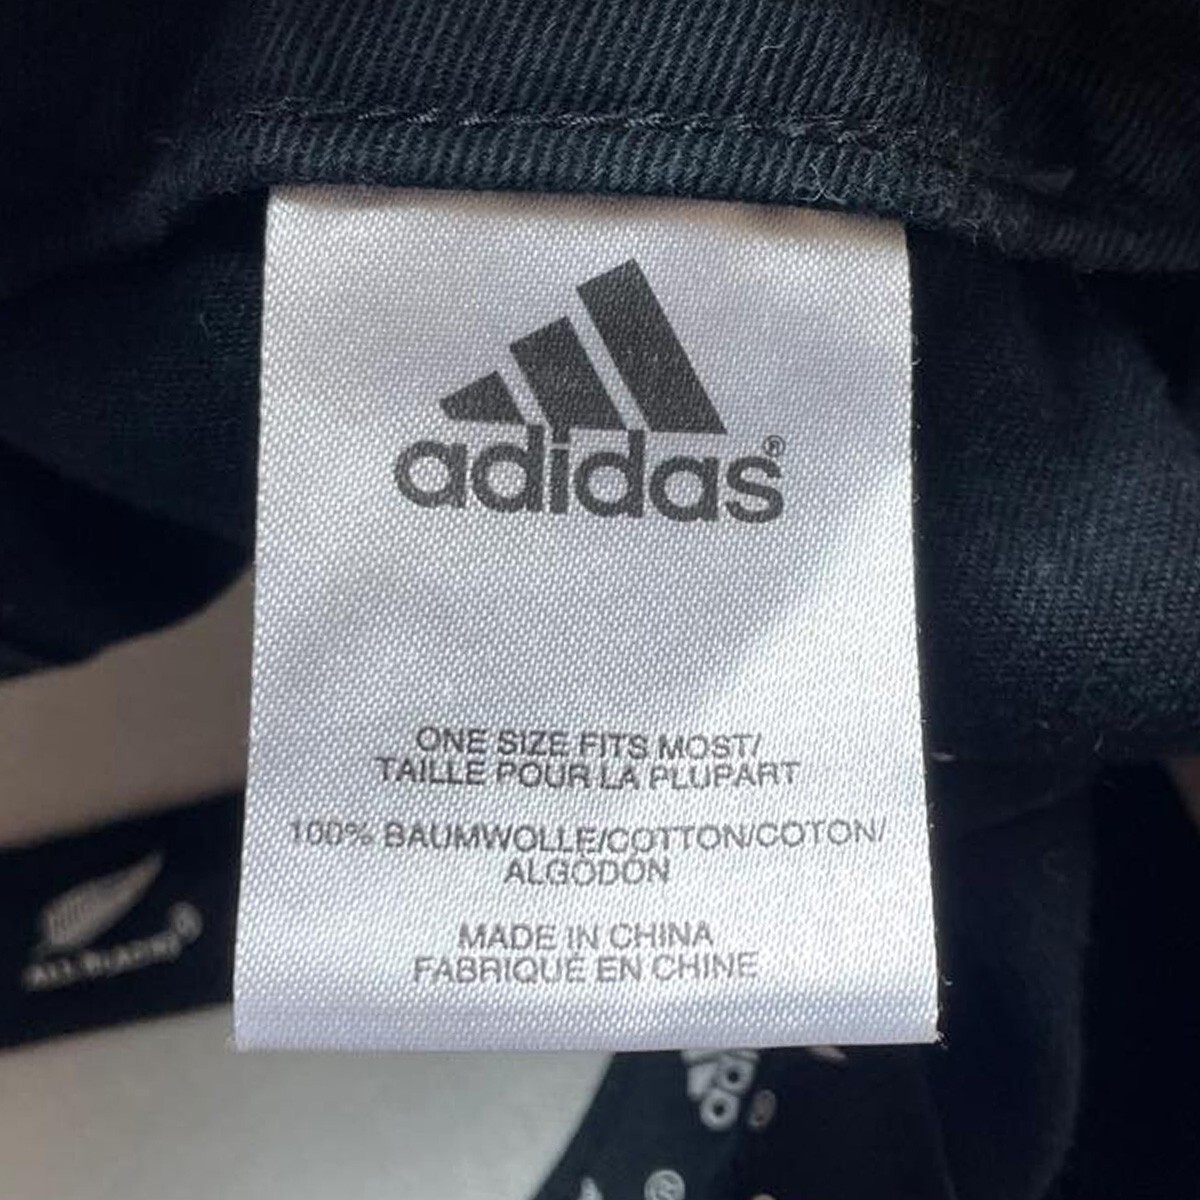 adidas®
ONE SIZE FITS MOST/
TAILLE POUR LA PLUPART
100% BAUMWOLLE/COTTON/COTON/
ALGODON
MADE IN CHINA
FABRIQUE EN CHINE
ALL BLACKS®